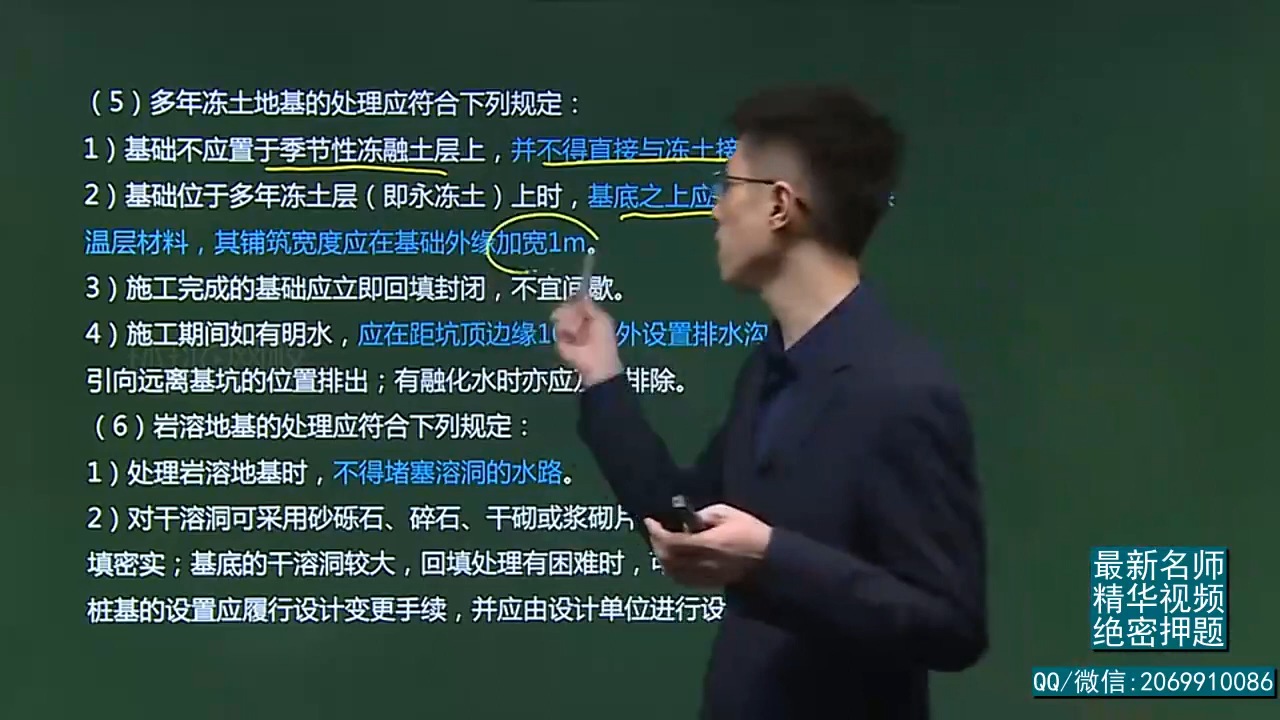 （5）多年冻土地基的处理应符合下列规定：
1）基础不应置于季节性冻融土层上，并不得直接与冻土接
2）基础位于多年冻土层（即永冻土）上时，基底之上应
温层材料，其铺筑宽度应在基础外缘加宽1m。
3）施工完成的基础应立即回填封闭，不宜间歇。
4）施工期间如有明水，应在距坑顶边缘10 外设置排水沟
引向远离基坑的位置排出；有融化水时亦应 排除。
（6）岩溶地基的处理应符合下列规定：
1）处理岩溶地基时，不得堵塞溶洞的水路。
2）对干溶洞可采用砂砾石、碎石、干砌或浆砌片
填密实；基底的干溶洞较大，回填处理有困难时，
桩基的设置应履行设计变更手续，并应由设计单位进行设
最新名师
精华视频
绝密押题
QQ/微信:2069910086